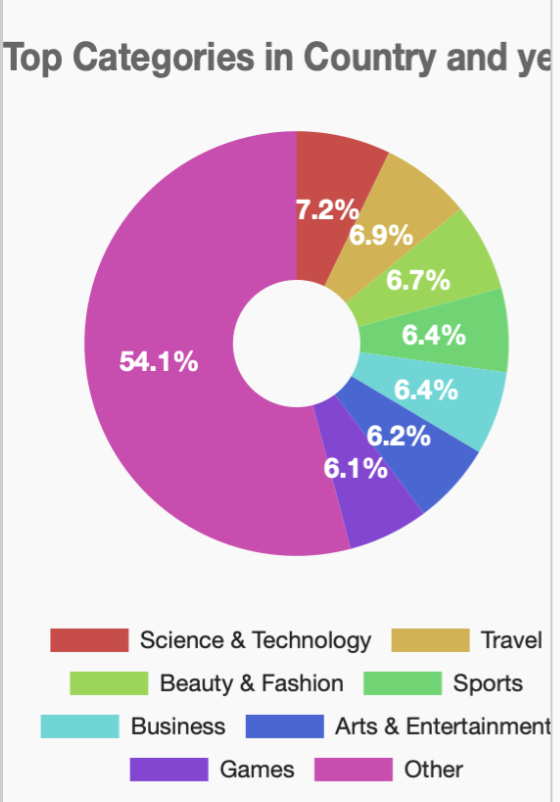 Top Categories in Country and ye
7.2%
6.9%
6.7%
6.4%
54.1%
6.4%
6.2%
6.1%
Science & Technology Travel
Beauty & Fashion Sports
Business Arts & Entertainment
Games Other